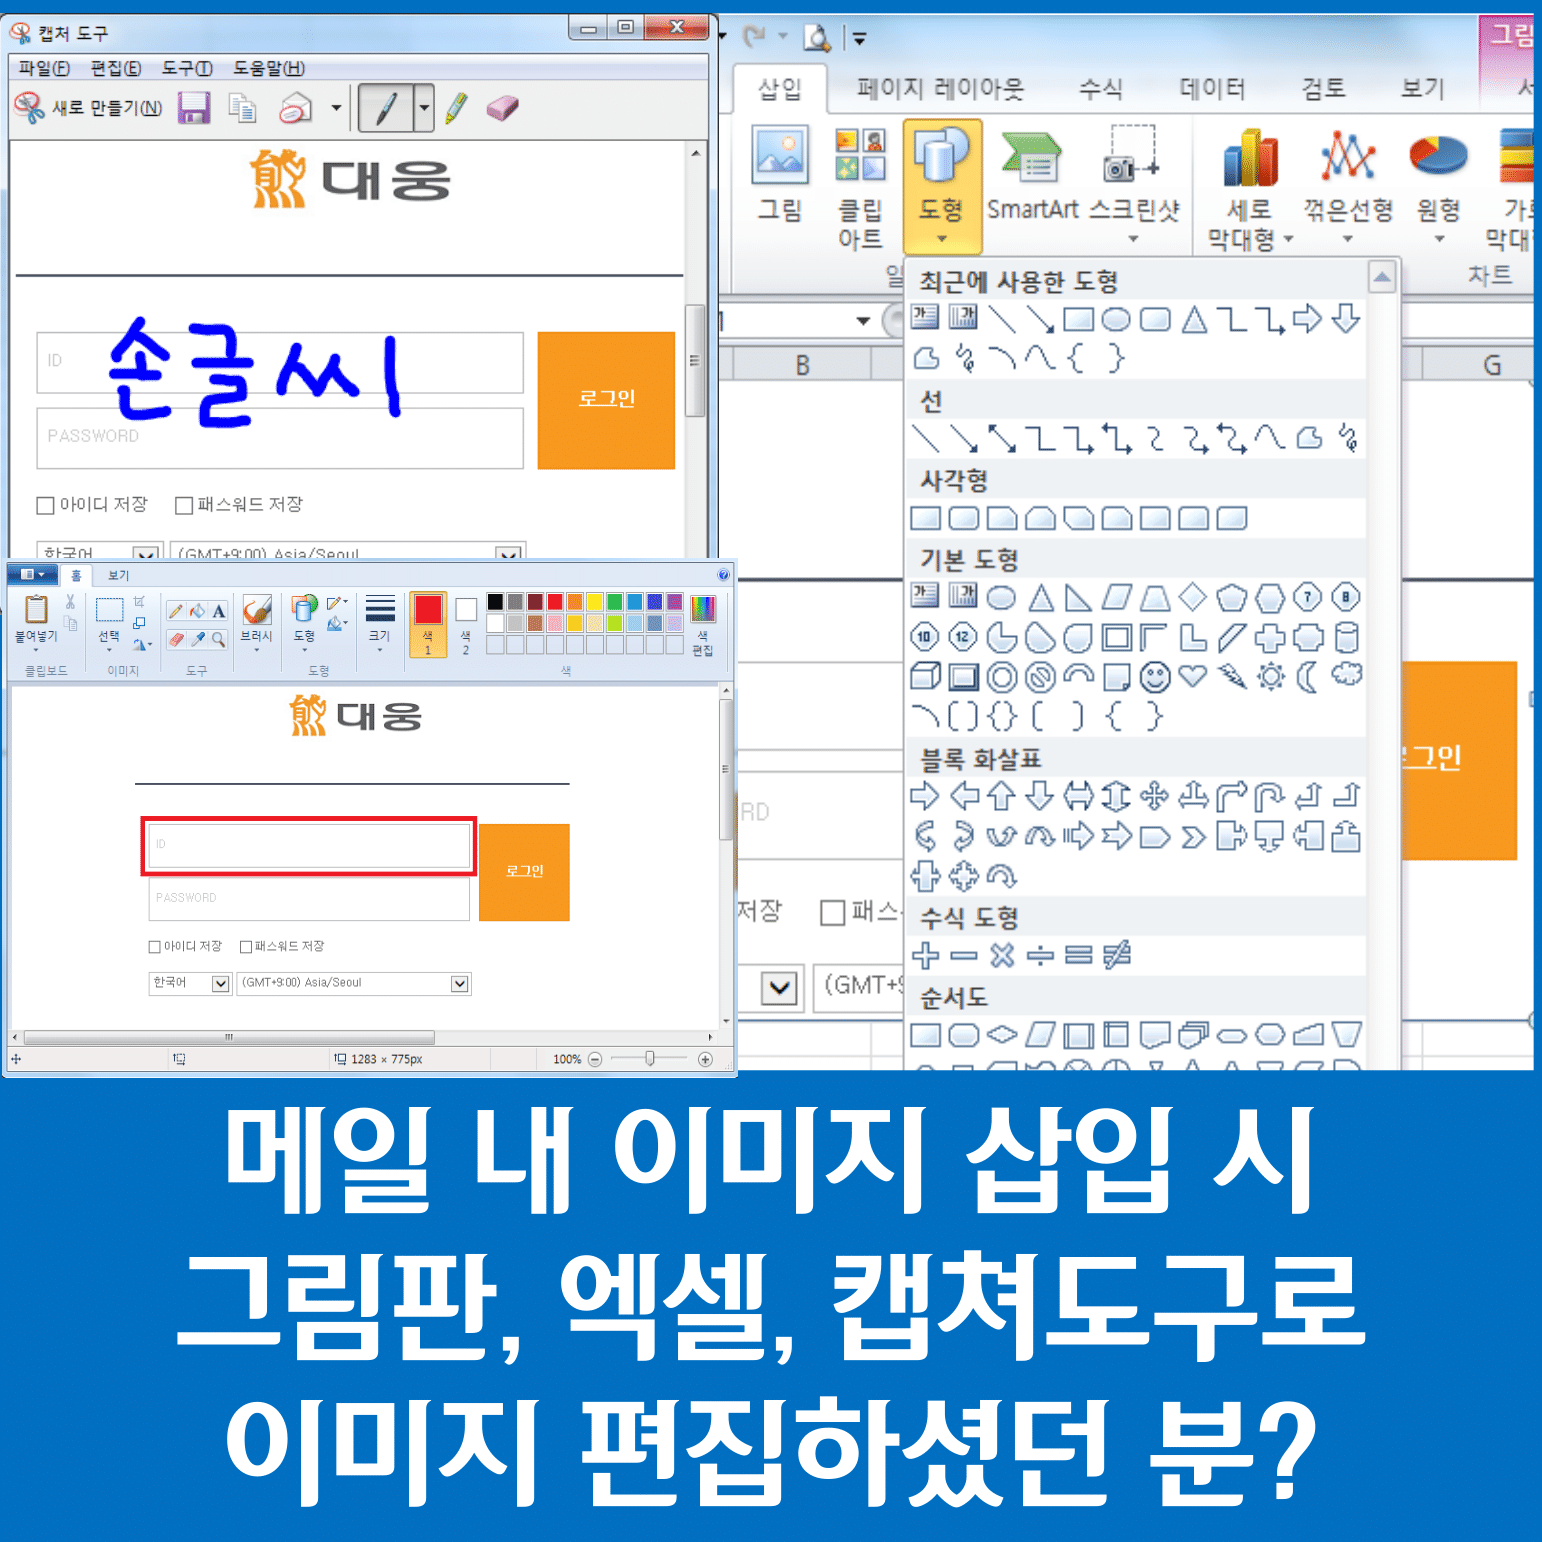 캡처 도구
파일(F) 편집(E) 도구(T) 도움말(H)
새로 만들기(N)
대웅
손글씨
ID
PASSWORD
로그인
아이디 저장 패스워드 저장
한국어 (GMT+9:00) Asia/Seoul
그림
삽입 페이지 레이아웃 수식 데이터 검토 보기 서
그림 클립 아트 도형 SmartArt 스크린샷 세로 막대형 꺾은선형 원형 가로 막대
차트
B G
최근에 사용한 도형
선
사각형
기본 도형
블록 화살표
수식 도형
순서도
로그인
RD
저장 패스
(GMT+9
홈 보기
붙여넣기 선택 브러시 도형 크기 색 1 색 2 색 편집
클립보드 이미지 도구 도형 색
대웅
ID
PASSWORD
로그인
아이디 저장 패스워드 저장
한국어 (GMT+9:00) Asia/Seoul
1283 × 775px 100%
메일 내 이미지 삽입 시
그림판, 엑셀, 캡쳐도구로
이미지 편집하셨던 분?